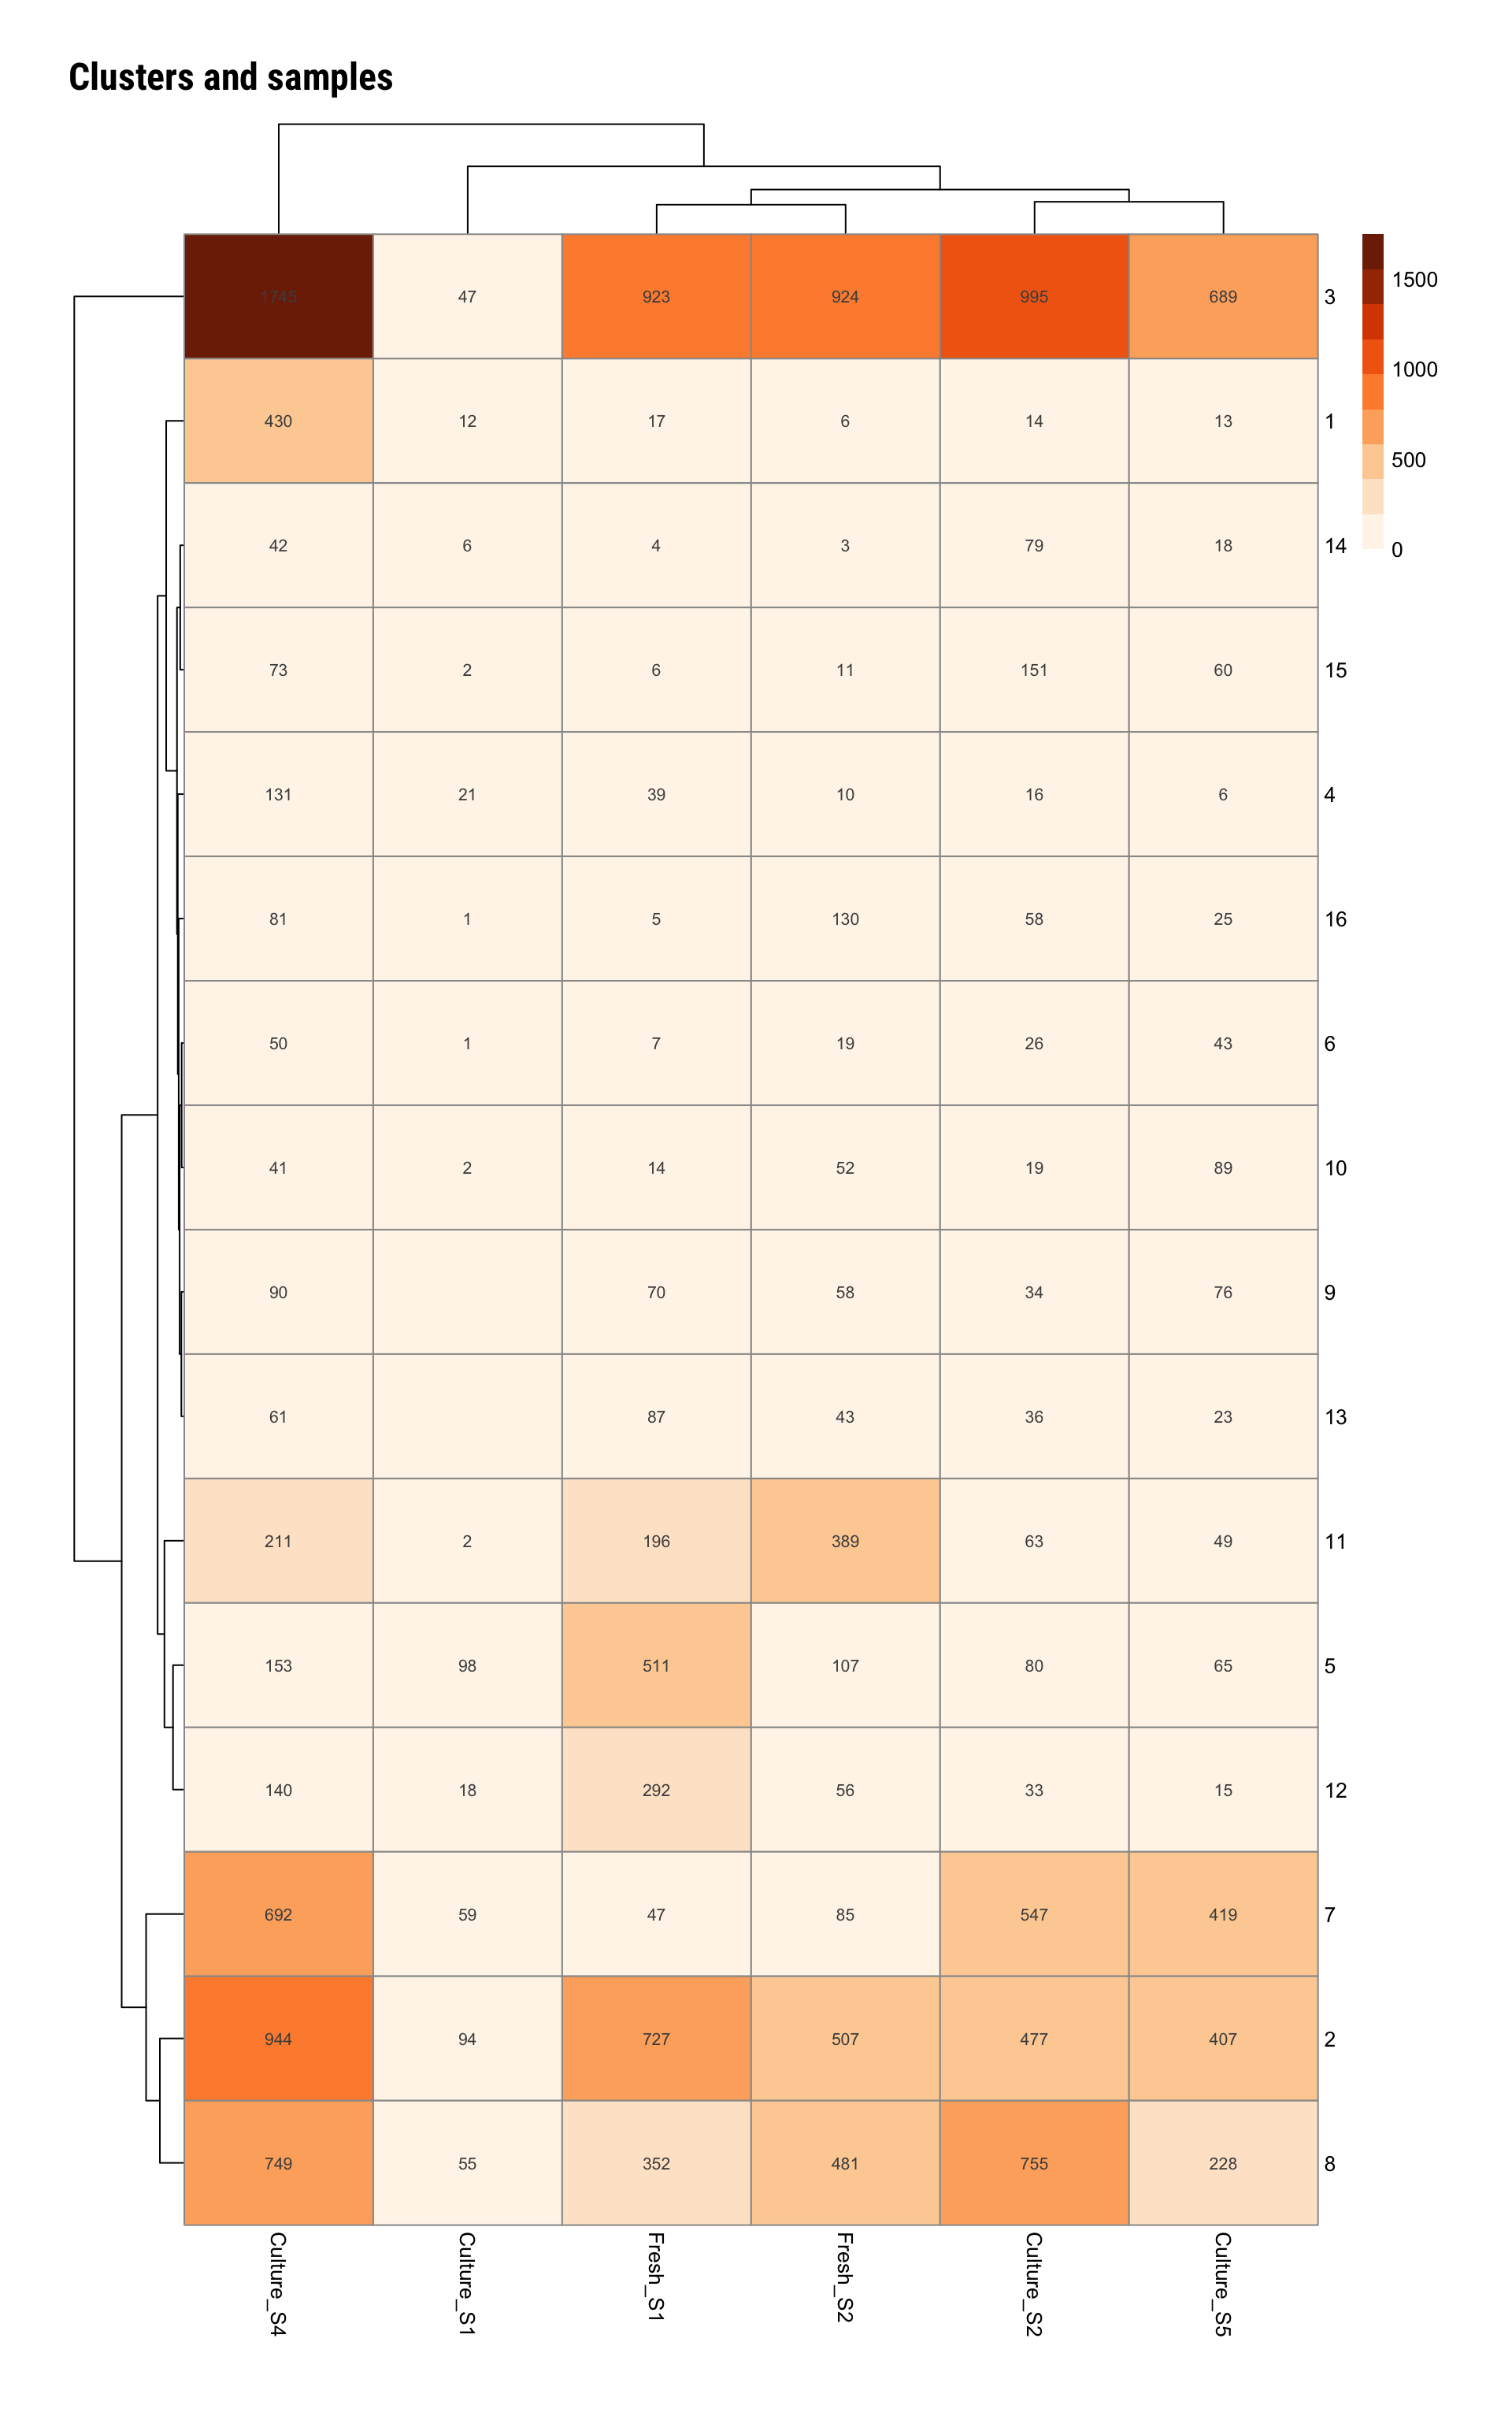 Clusters and samples
1745 47 923 924 995 689 3
430 12 17 6 14 13 1
42 6 4 3 79 18 14
73 2 6 11 151 60 15
131 21 39 10 16 6 4
81 1 5 130 58 25 16
50 1 7 19 26 43 6
41 2 14 52 19 89 10
90 70 58 34 76 9
61 87 43 36 23 13
211 2 196 389 63 49 11
153 98 511 107 80 65 5
140 18 292 56 33 15 12
692 59 47 85 547 419 7
944 94 727 507 477 407 2
749 55 352 481 755 228 8
Culture_S4
Culture_S1
Fresh_S1
Fresh_S2
Culture_S2
Culture_S5
1500
1000
500
0